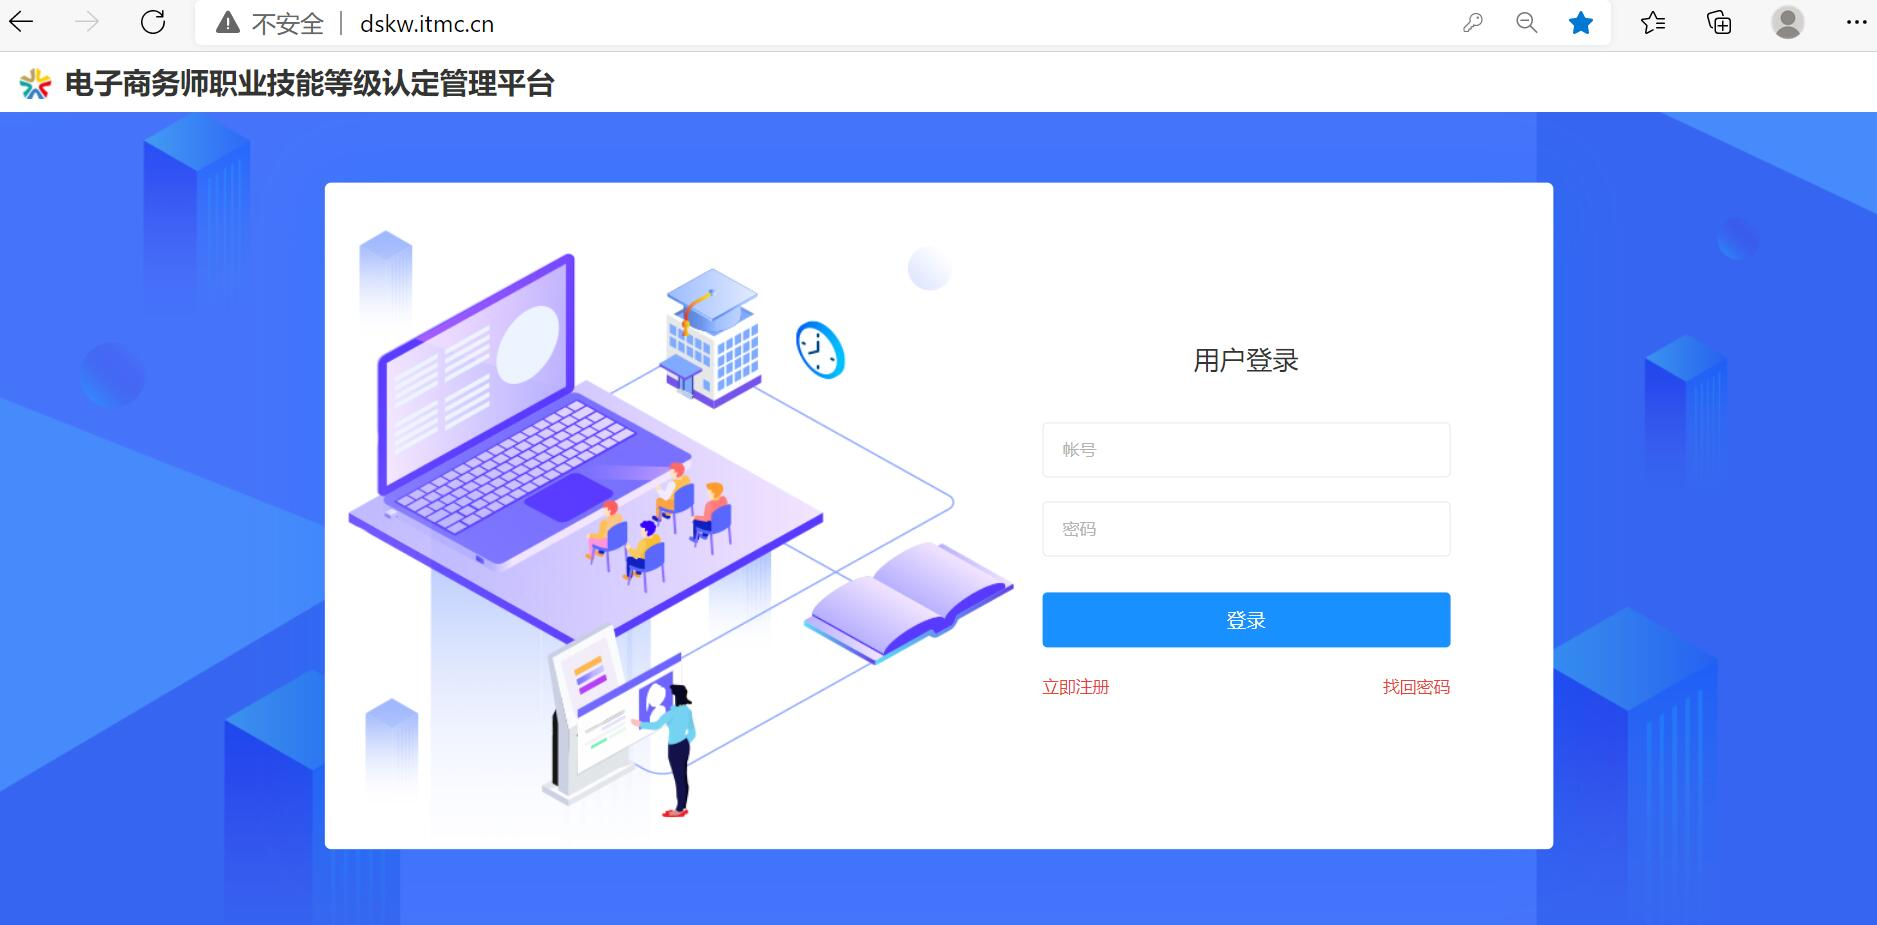 不安全 | dskw.itmc.cn
电子商务师职业技能等级认定管理平台
用户登录
帐号
密码
登录
立即注册 找回密码